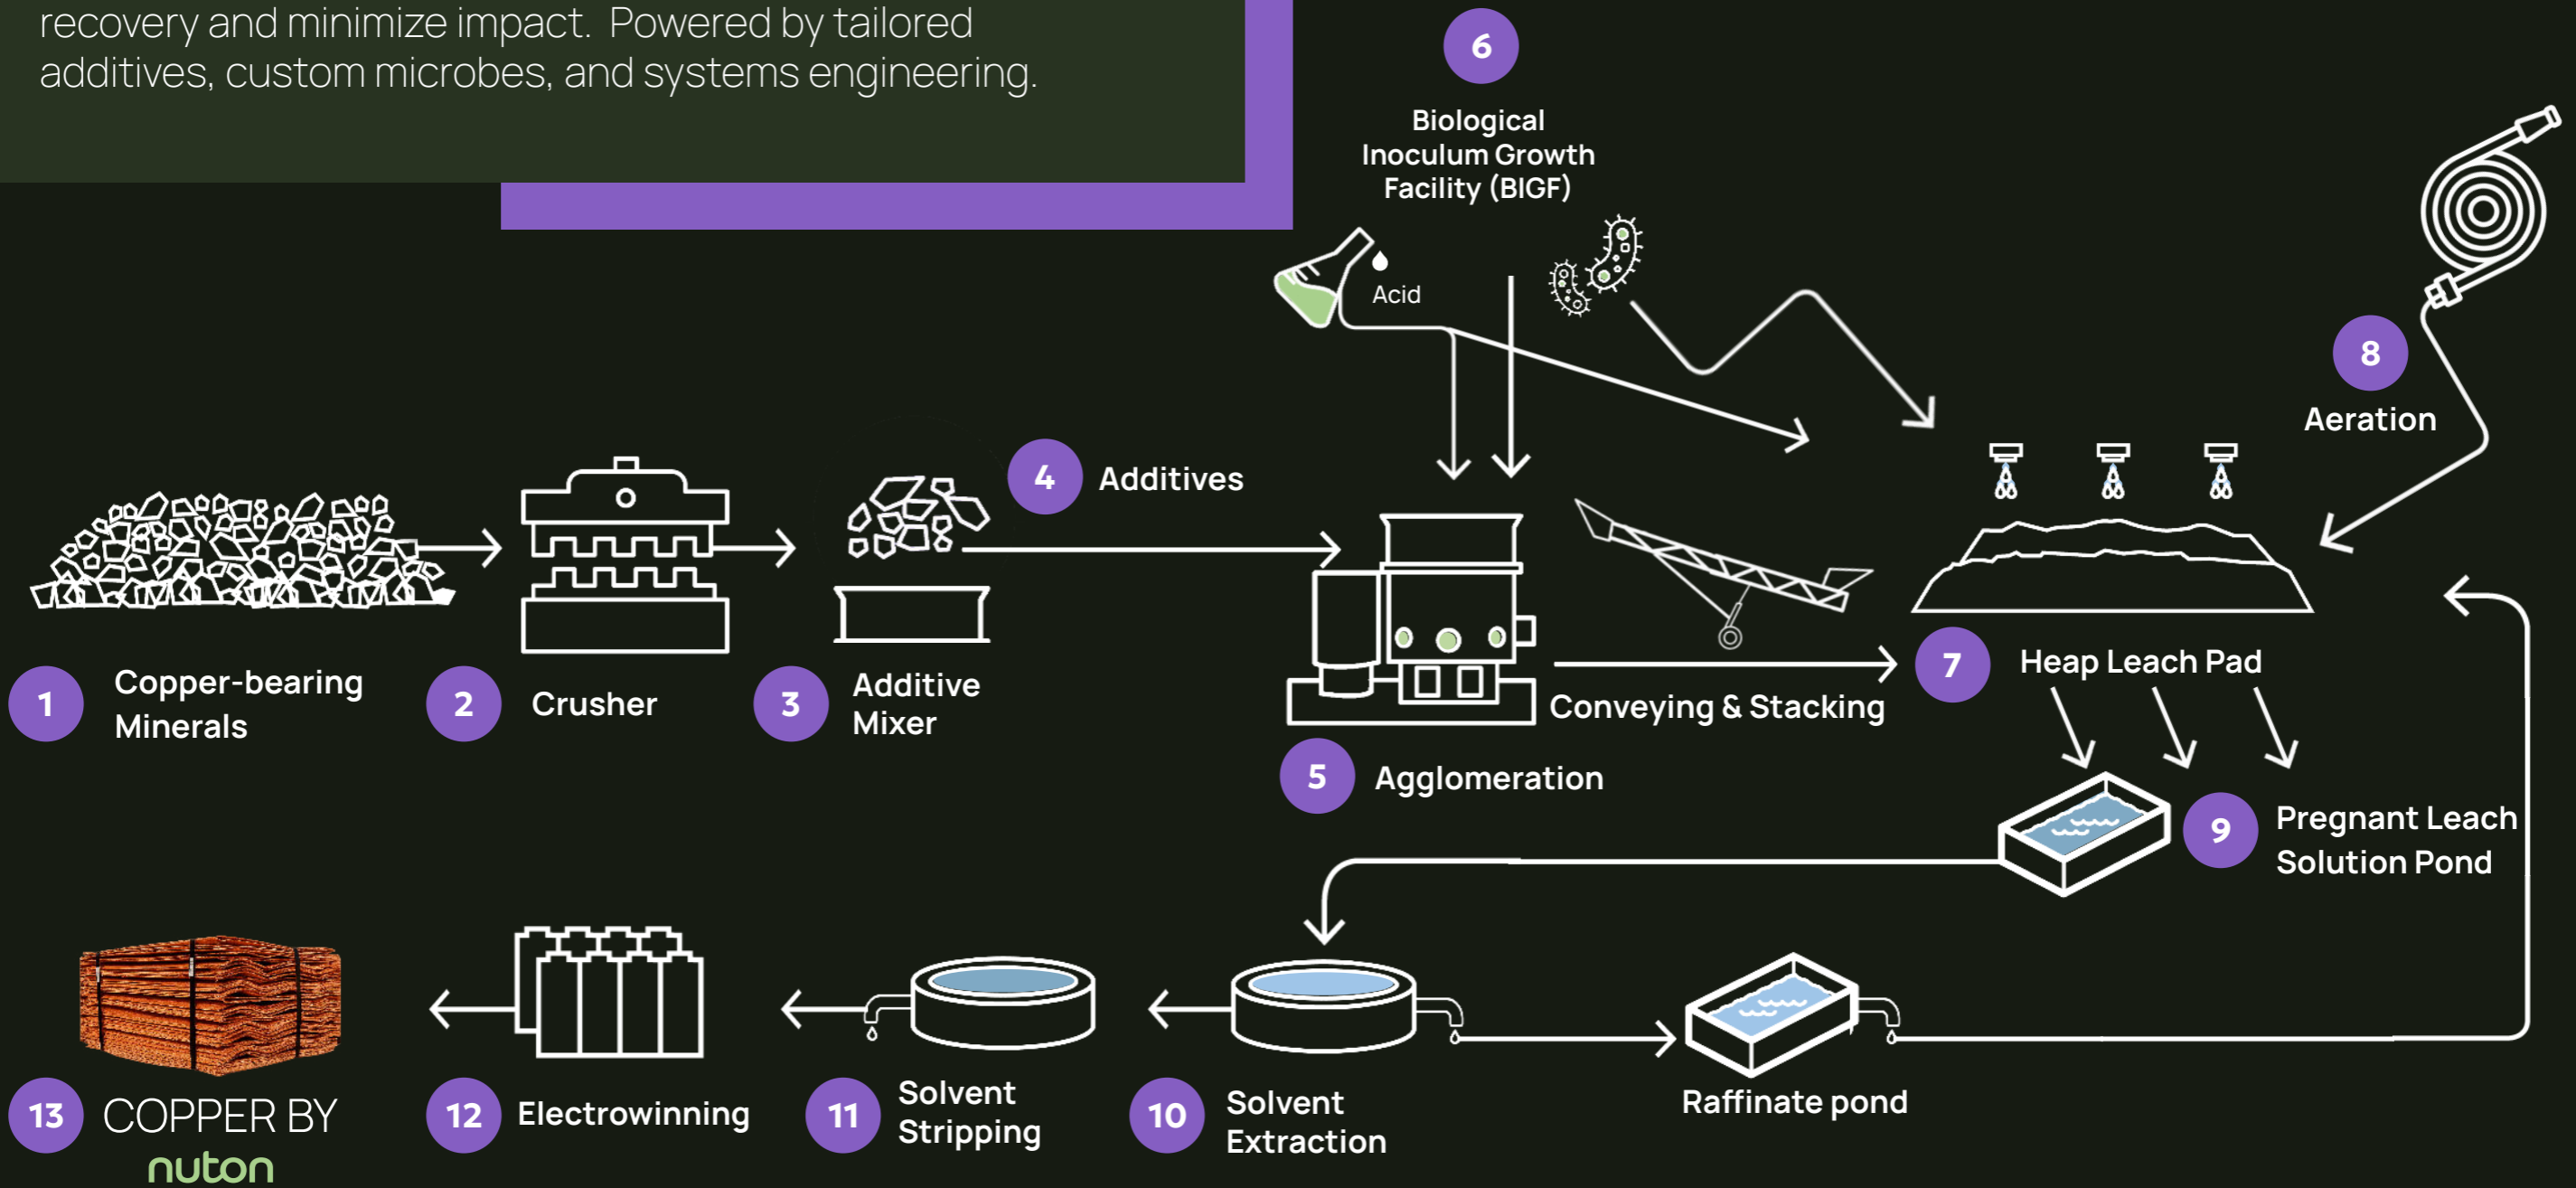 recovery and minimize impact. Powered by tailored
additives, custom microbes, and systems engineering.
6
Biological
Inoculum Growth
Facility (BIGF)
Acid
8
Aeration
4 Additives
1 Copper-bearing
Minerals
2 Crusher
3 Additive
Mixer
5 Agglomeration
Conveying & Stacking
7 Heap Leach Pad
9 Pregnant Leach
Solution Pond
13 COPPER BY
nuton
12 Electrowinning
11 Solvent
Stripping
10 Solvent
Extraction
Raffinate pond